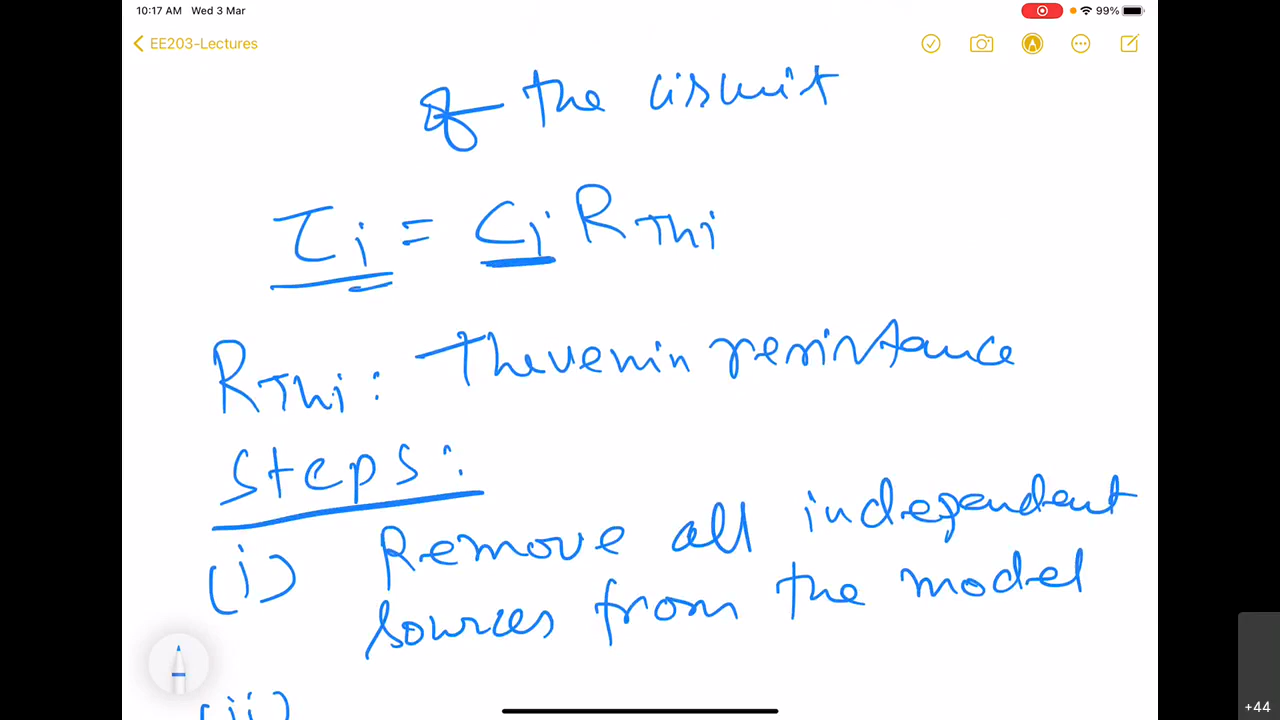 10:17 AM Wed 3 Mar 99%
EE203-Lectures
of the circuit
τi = Ci RThi
RThi: Thevenin resistance
Steps:
(i) Remove all independent
sources from the model
(ii)
+44